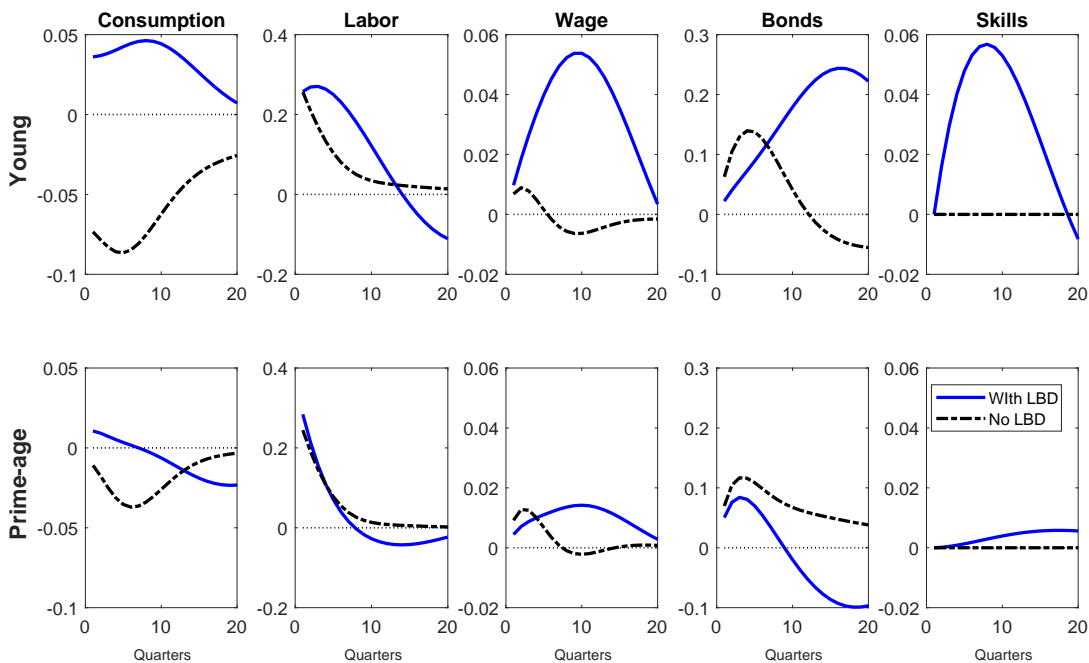 Consumption Labor Wage Bonds Skills
Young
0.05 0.4 0.06 0.3 0.06
0.2 0.04 0.2 0.04
0 0.02 0.1 0.02
-0.05 0 0 0 0
-0.1 -0.2 -0.02 -0.1 -0.02
0 10 20 0 10 20 0 10 20 0 10 20 0 10 20
Prime-age
0.05 0.4 0.06 0.3 0.06
WIth LBD
No LBD
0.2 0.04 0.2 0.04
0 0.02 0.1 0.02
-0.05 0 0 0 0
-0.1 -0.2 -0.02 -0.1 -0.02
0 10 20 0 10 20 0 10 20 0 10 20 0 10 20
Quarters Quarters Quarters Quarters Quarters